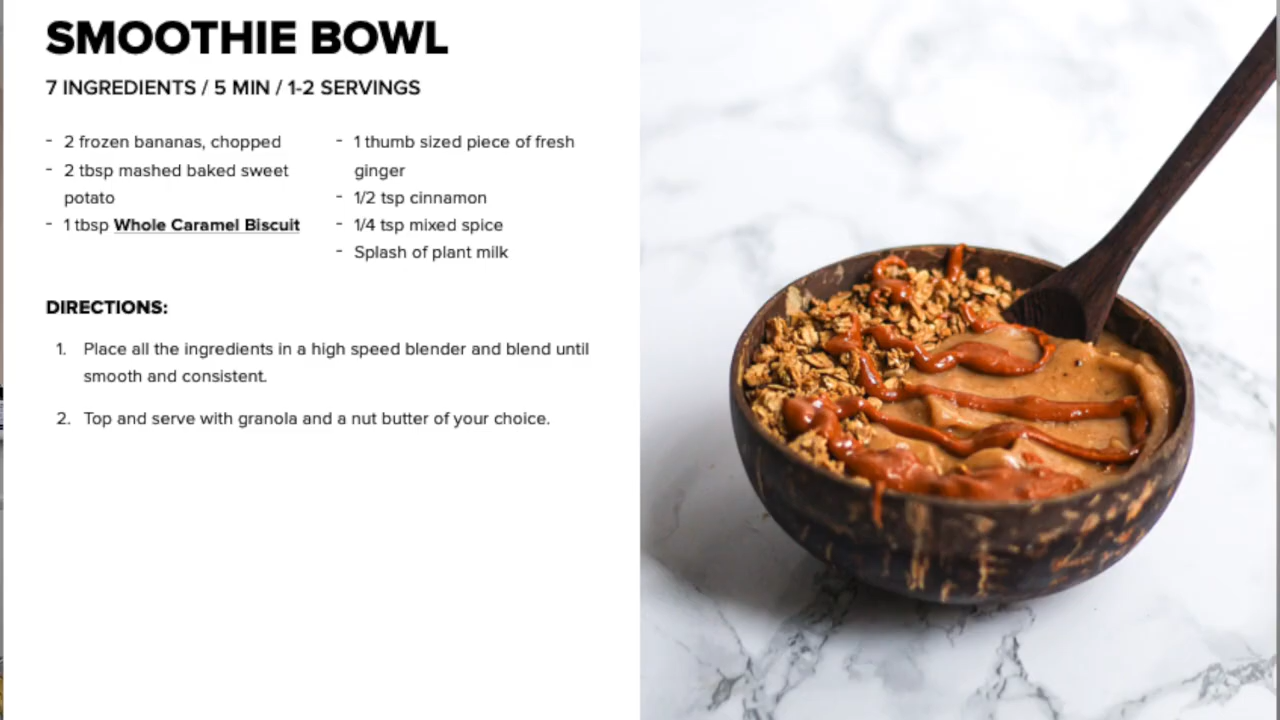 SMOOTHIE BOWL
7 INGREDIENTS / 5 MIN / 1-2 SERVINGS
- 2 frozen bananas, chopped
- 2 tbsp mashed baked sweet
potato
- 1 tbsp Whole Caramel Biscuit
- 1 thumb sized piece of fresh
ginger
- 1/2 tsp cinnamon
- 1/4 tsp mixed spice
- Splash of plant milk
DIRECTIONS:
1. Place all the ingredients in a high speed blender and blend until
smooth and consistent.
2. Top and serve with granola and a nut butter of your choice.